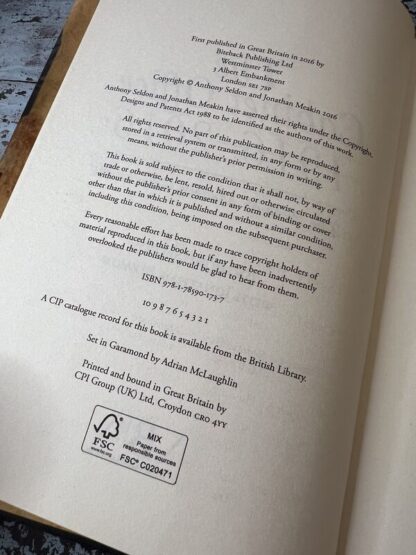 First published in Great Britain in 2016 by
Biteback Publishing Ltd
Westminster Tower
3 Albert Embankment
London SE1 7SP
Copyright © Anthony Seldon and Jonathan Meakin 2016
Anthony Seldon and Jonathan Meakin have asserted their rights under the Copyright,
Designs and Patents Act 1988 to be identified as the authors of this work.
All rights reserved. No part of this publication may be reproduced,
stored in a retrieval system or transmitted, in any form or by any
means, without the publisher's prior permission in writing.
This book is sold subject to the condition that it shall not, by way of
trade or otherwise, be lent, resold, hired out or otherwise circulated
without the publisher's prior consent in any form of binding or cover
other than that in which it is published and without a similar condition,
including this condition, being imposed on the subsequent purchaser.
Every reasonable effort has been made to trace copyright holders of
material reproduced in this book, but if any have been inadvertently
overlooked the publishers would be glad to hear from them.
ISBN 978-1-78590-173-7
10 9 8 7 6 5 4 3 2 1
A CIP catalogue record for this book is available from the British Library.
Set in Garamond by Adrian McLaughlin
Printed and bound in Great Britain by
CPI Group (UK) Ltd, Croydon CR0 4YY
FSC
www.fsc.org
MIX
Paper from
responsible sources
FSC® C020471